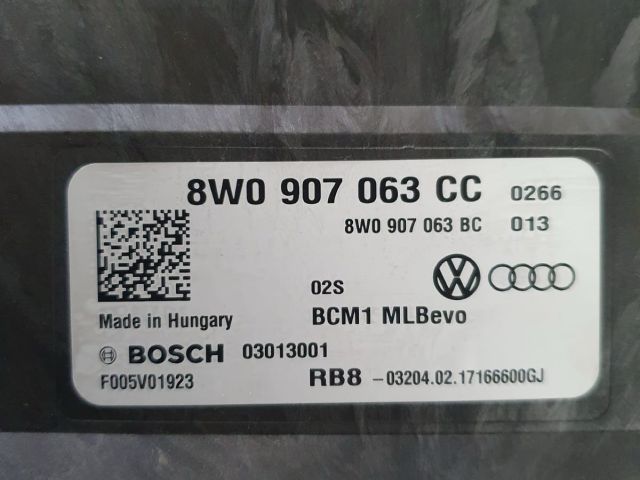 8W0 907 063 CC 0266
8W0 907 063 BC 013
02S
Made in Hungary BCM1 MLBevo
BOSCH 03013001
F005V01923 RB8 -03204.02.17166600GJ